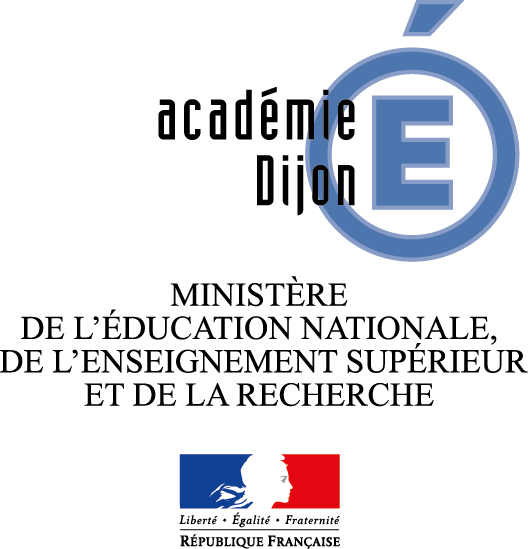 académie
Dijon
É
MINISTÈRE
DE L'ÉDUCATION NATIONALE,
DE L'ENSEIGNEMENT SUPÉRIEUR
ET DE LA RECHERCHE
Liberté • Égalité • Fraternité
RÉPUBLIQUE FRANÇAISE